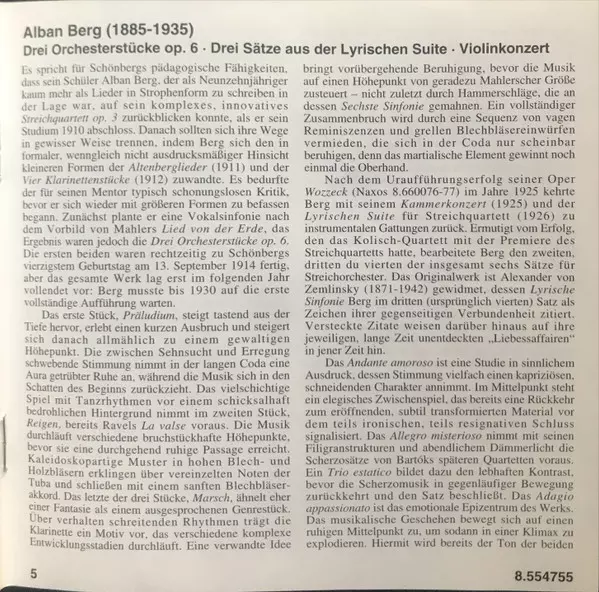 Alban Berg (1885-1935)
Drei Orchesterstücke op. 6 · Drei Sätze aus der Lyrischen Suite · Violinkonzert
Es spricht für Schönbergs pädagogische Fähigkeiten,
dass sein Schüler Alban Berg, der als Neunzehnjähriger
kaum mehr als Lieder in Strophenform zu schreiben in
der Lage war, auf sein komplexes, innovatives
Streichquartett op. 3 zurückblicken konnte, als er sein
Studium 1910 abschloss. Danach sollten sich ihre Wege
in gewisser Weise trennen, indem Berg sich den in
formaler, wenngleich nicht ausdrucksmäßiger Hinsicht
kleineren Formen der Altenberglieder (1911) und der
Vier Klarinettenstücke (1912) zuwandte. Es bedurfte
der für seinen Mentor typisch schonungslosen Kritik,
bevor er sich wieder mit größeren Formen zu befassen
begann. Zunächst plante er eine Vokalsinfonie nach
dem Vorbild von Mahlers Lied von der Erde, das
Ergebnis waren jedoch die Drei Orchesterstücke op. 6.
Die ersten beiden waren rechtzeitig zu Schönbergs
vierzigstem Geburtstag am 13. September 1914 fertig,
aber das gesamte Werk lag erst im folgenden Jahr
vollendet vor: Berg musste bis 1930 auf die erste
vollständige Aufführung warten.
Das erste Stück, Präludium, steigt tastend aus der
Tiefe hervor, erlebt einen kurzen Ausbruch und steigert
sich danach allmählich zu einem gewaltigen
Höhepunkt. Die zwischen Sehnsucht und Erregung
schwebende Stimmung nimmt in der langen Coda eine
Aura getrübter Ruhe an, während die Musik sich in den
Schatten des Beginns zurückzieht. Das vielschichtige
Spiel mit Tanzrhythmen vor einem schicksalhaft
bedrohlichen Hintergrund nimmt im zweiten Stück,
Reigen, bereits Ravels La valse voraus. Die Musik
durchläuft verschiedene bruchstückhafte Höhepunkte,
bevor sie eine durchgehend ruhige Passage erreicht.
Kaleidoskopartige Muster in hohen Blech- und
Holzbläsern erklingen über vereinzelten Noten der
Tuba und schließen mit einem sanften Blechbläser-
akkord. Das letzte der drei Stücke, Marsch, ähnelt eher
einer Fantasie als einem ausgesprochenen Genrestück.
Über verhalten schreitenden Rhythmen trägt die
Klarinette ein Motiv vor, das verschiedene komplexe
Entwicklungsstadien durchläuft. Eine verwandte Idee
bringt vorübergehende Beruhigung, bevor die Musik
auf einen Höhepunkt von geradezu Mahlerscher Größe
zusteuert – nicht zuletzt durch Hammerschläge, die an
dessen Sechste Sinfonie gemahnen. Ein vollständiger
Zusammenbruch wird durch eine Sequenz von vagen
Reminiszenzen und grellen Blechbläsereinwürfen
vermieden, die sich in der Coda nur scheinbar
beruhigen, denn das martialische Element gewinnt noch
einmal die Oberhand.
Nach dem Uraufführungserfolg seiner Oper
Wozzeck (Naxos 8.660076-77) im Jahre 1925 kehrte
Berg mit seinem Kammerkonzert (1925) und der
Lyrischen Suite für Streichquartett (1926) zu
instrumentalen Gattungen zurück. Ermutigt vom Erfolg,
den das Kolisch-Quartett mit der Premiere des
Streichquartetts hatte, bearbeitete Berg den zweiten,
dritten du vierten der insgesamt sechs Sätze für
Streichorchester. Das Originalwerk ist Alexander von
Zemlinsky (1871-1942) gewidmet, dessen Lyrische
Sinfonie Berg im dritten (ursprünglich vierten) Satz als
Zeichen ihrer gegenseitigen Verbundenheit zitiert.
Versteckte Zitate weisen darüber hinaus auf ihre
jeweiligen, lange Zeit unentdeckten „Liebesaffairen"
in jener Zeit hin.
Das Andante amoroso ist eine Studie in sinnlichem
Ausdruck, dessen Stimmung vielfach einen kapriziösen,
schneidenden Charakter annimmt. Im Mittelpunkt steht
ein elegisches Zwischenspiel, das bereits eine Rückkehr
zum eröffnenden, subtil transformierten Material vor
dem teils ironischen, teils resignativen Schluss
signalisiert. Das Allegro misterioso nimmt mit seinen
Filigranstrukturen und abendlichem Dämmerlicht die
Scherzosätze von Bartóks späteren Quartetten voraus.
Ein Trio estatico bildet dazu den lebhaften Kontrast,
bevor die Scherzomusik in gegenläufiger Bewegung
zurückkehrt und den Satz beschließt. Das Adagio
appassionato ist das emotionale Epizentrum des Werks.
Das musikalische Geschehen bewegt sich auf einen
ruhigen Mittelpunkt zu, um sodann in einer Klimax zu
explodieren. Hiermit wird bereits der Ton der beiden
5
8.554755